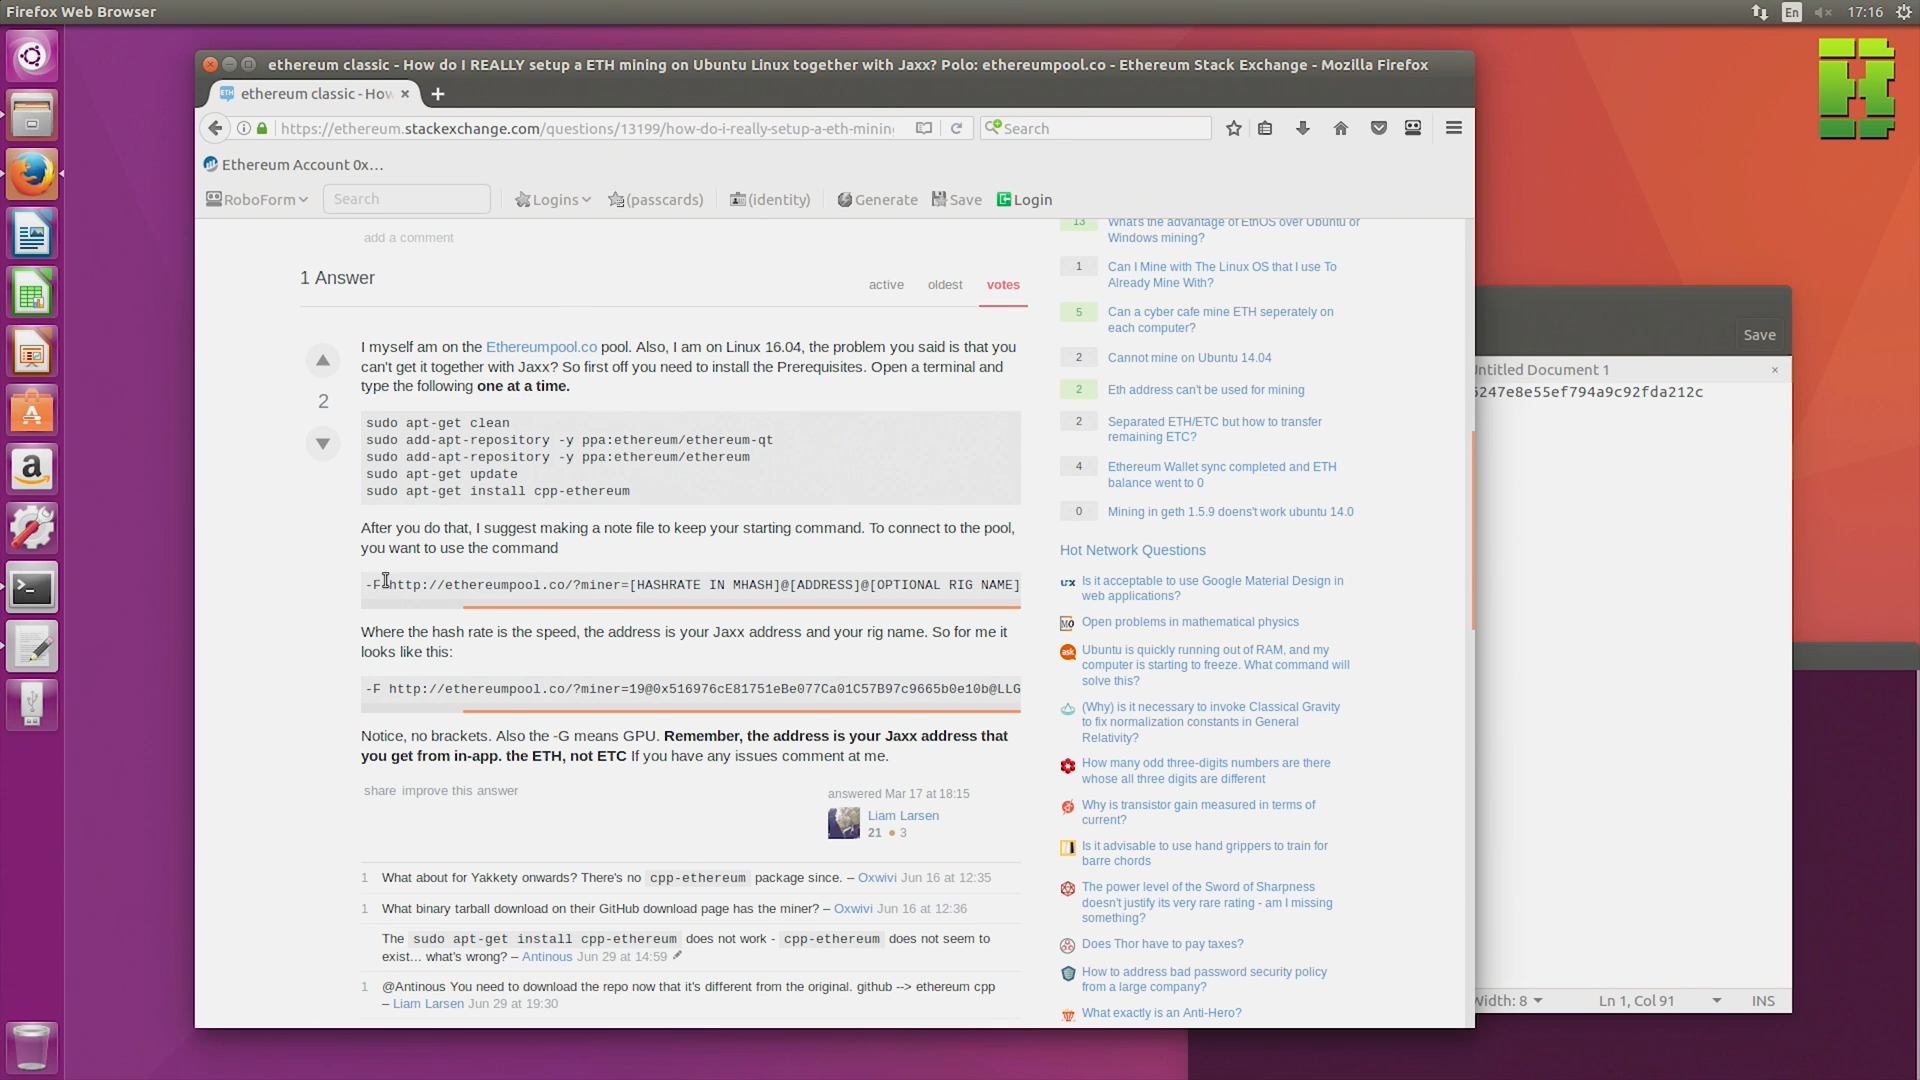 Firefox Web Browser
En 17:16
ethereum classic - How do I REALLY setup a ETH mining on Ubuntu Linux together with Jaxx? Polo: ethereumpool.co - Ethereum Stack Exchange - Mozilla Firefox
ethereum classic - How
https://ethereum.stackexchange.com/questions/13199/how-do-i-really-setup-a-eth-minin
Search
Ethereum Account 0x...
RoboForm Search Logins (passcards) (identity) Generate Save Login
add a comment
1 Answer
active oldest votes
I myself am on the Ethereumpool.co pool. Also, I am on Linux 16.04, the problem you said is that you
can't get it together with Jaxx? So first off you need to install the Prerequisites. Open a terminal and
type the following one at a time.
2
sudo apt-get clean
sudo add-apt-repository -y ppa:ethereum/ethereum-qt
sudo add-apt-repository -y ppa:ethereum/ethereum
sudo apt-get update
sudo apt-get install cpp-ethereum
After you do that, I suggest making a note file to keep your starting command. To connect to the pool,
you want to use the command
-F http://ethereumpool.co/?miner=[HASHRATE IN MHASH]@[ADDRESS]@[OPTIONAL RIG NAME]
Where the hash rate is the speed, the address is your Jaxx address and your rig name. So for me it
looks like this:
-F http://ethereumpool.co/?miner=19@0x516976cE81751eBe077Ca01C57B97c9665b0e10b@LLG
Notice, no brackets. Also the -G means GPU. Remember, the address is your Jaxx address that
you get from in-app. the ETH, not ETC If you have any issues comment at me.
share improve this answer
answered Mar 17 at 18:15
Liam Larsen
21 3
1 What about for Yakkety onwards? There's no cpp-ethereum package since. – Oxwivi Jun 16 at 12:35
1 What binary tarball download on their GitHub download page has the miner? – Oxwivi Jun 16 at 12:36
The sudo apt-get install cpp-ethereum does not work - cpp-ethereum does not seem to
exist... what's wrong? – Antinous Jun 29 at 14:59
1 @Antinous You need to download the repo now that it's different from the original. github --> ethereum cpp
– Liam Larsen Jun 29 at 19:30
13 What's the advantage of EthOS over Ubuntu or
Windows mining?
1 Can I Mine with The Linux OS that I use To
Already Mine With?
5 Can a cyber cafe mine ETH seperately on
each computer?
2 Cannot mine on Ubuntu 14.04
2 Eth address can't be used for mining
2 Separated ETH/ETC but how to transfer
remaining ETC?
4 Ethereum Wallet sync completed and ETH
balance went to 0
0 Mining in geth 1.5.9 doens't work ubuntu 14.0
Hot Network Questions
Is it acceptable to use Google Material Design in
web applications?
Open problems in mathematical physics
Ubuntu is quickly running out of RAM, and my
computer is starting to freeze. What command will
solve this?
(Why) is it necessary to invoke Classical Gravity
to fix normalization constants in General
Relativity?
How many odd three-digits numbers are there
whose all three digits are different
Why is transistor gain measured in terms of
current?
Is it advisable to use hand grippers to train for
barre chords
The power level of the Sword of Sharpness
doesn't justify its very rare rating - am I missing
something?
Does Thor have to pay taxes?
How to address bad password security policy
from a large company?
What exactly is an Anti-Hero?
Save
Untitled Document 1
5247e8e55ef794a9c92fda212c
Width: 8 Ln 1, Col 91 INS